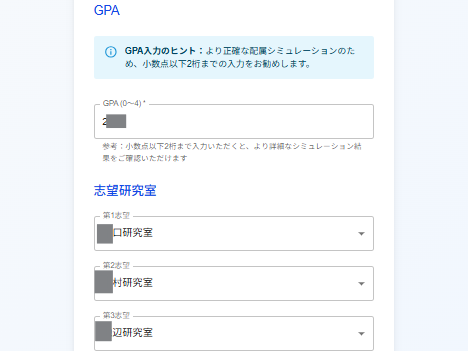 GPA
GPA入力のヒント：より正確な配属シミュレーションのた
め、小数点以下2桁までの入力をお勧めします。
GPA (0〜4) *
2
参考：小数点以下2桁まで入力いただくと、より詳細なシミュレーション結
果をご確認いただけます
志望研究室
第1志望
口研究室
第2志望
村研究室
第3志望
辺研究室